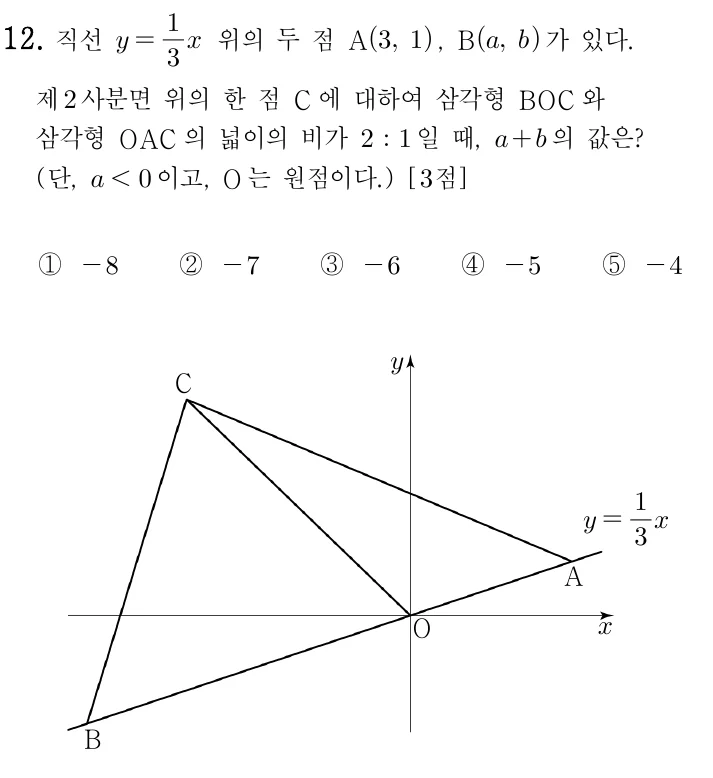 12. 직선 y=1/3x 위의 두 점 A(3, 1), B(a, b)가 있다.
제2사분면 위의 한 점 C에 대하여 삼각형 BOC와
삼각형 OAC의 넓이의 비가 2 : 1일 때, a+b의 값은?
(단, a<0이고, O는 원점이다.) [3점]
① -8 ② -7 ③ -6 ④ -5 ⑤ -4
y
C
y=1/3x
A
O
x
B